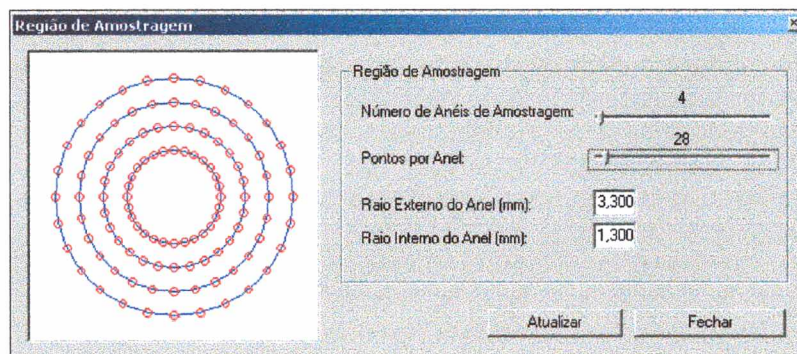 Região de Amostragem
Região de Amostragem
Número de Anéis de Amostragem:
4
Pontos por Anel:
28
Raio Externo do Anel (mm):
3,300
Raio Interno do Anel (mm):
1,300
Atualizar
Fechar